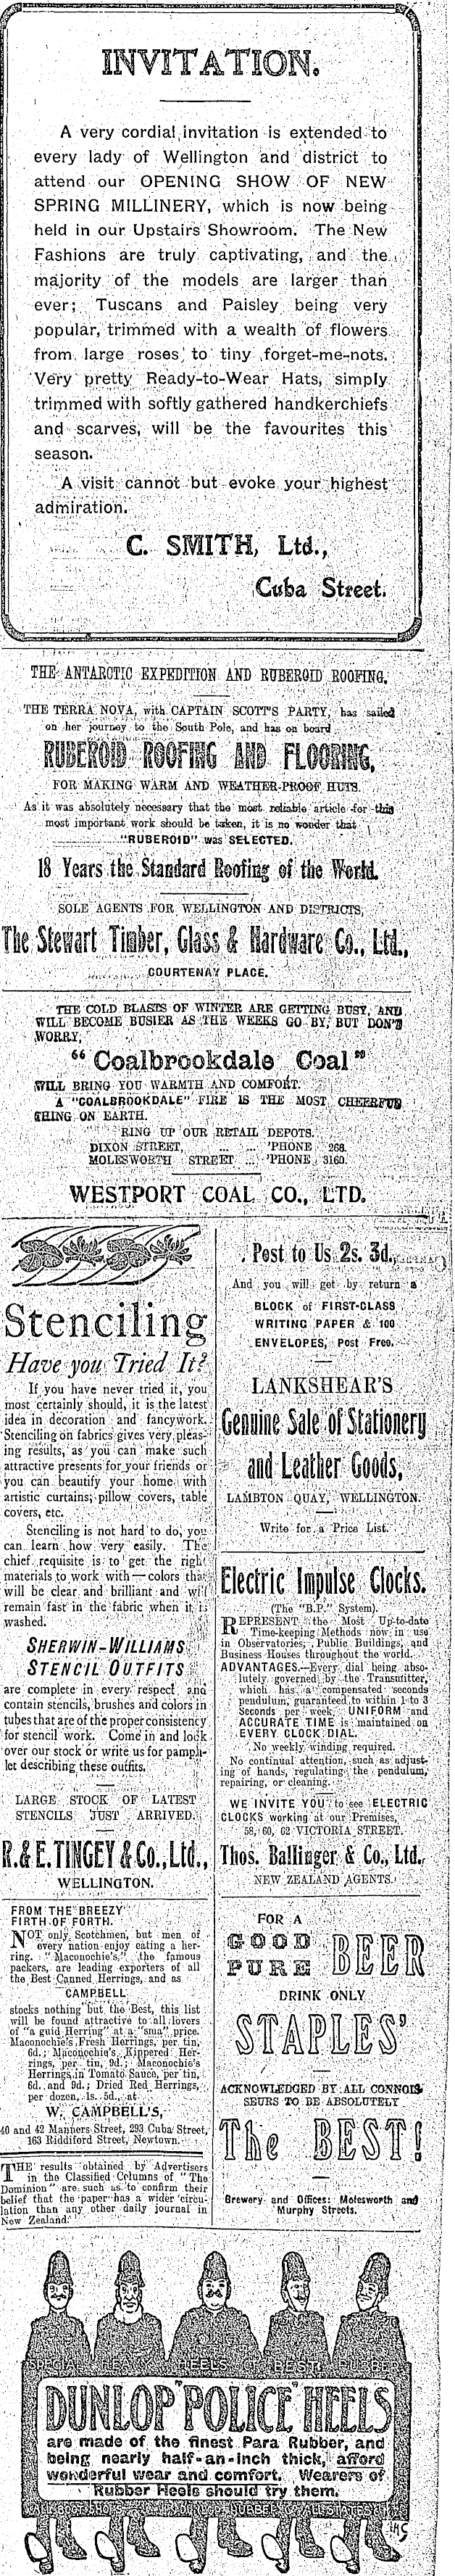 INVITATION.
A very cordial invitation is extended to
every lady of Wellington and district to
attend our OPENING SHOW OF NEW
SPRING MILLINERY, which is now being
held in our Upstairs Showroom. The New
Fashions are truly captivating, and the
majority of the models are larger than
ever; Tuscans and Paisley being very
popular, trimmed with a wealth of flowers
from large roses to tiny forget-me-nots.
Very pretty Ready-to-Wear Hats, simply
trimmed with softly gathered handkerchiefs
and scarves, will be the favourites this
season.
A visit cannot but evoke your highest
admiration.
C. SMITH, Ltd.,
Cuba Street.
THE ANTARCTIC EXPEDITION AND RUBEROID ROOFING.
THE TERRA NOVA, with CAPTAIN SCOTT'S PARTY, has sailed
on her journey to the South Pole, and has on board
RUBEROID ROOFING AND FLOORING,
FOR MAKING WARM AND WEATHER-PROOF HUTS.
As it was absolutely necessary that the most reliable article for this
most important work should be taken, it is no wonder that
"RUBEROID" was SELECTED.
18 Years the Standard Roofing of the World.
SOLE AGENTS FOR WELLINGTON AND DISTRICTS,
The Stewart Timber, Glass & Hardware Co., Ltd.,
COURTENAY PLACE.
THE COLD BLASTS OF WINTER ARE GETTING BUSY, AND
WILL BECOME BUSIER AS THE WEEKS GO BY, BUT DON'T
WORRY,
"Coalbrookdale Coal"
WILL BRING YOU WARMTH AND COMFORT.
A "COALBROOKDALE" FIRE IS THE MOST CHEERFUL
THING ON EARTH.
RING UP OUR RETAIL DEPOTS.
DIXON STREET, ... ... 'PHONE 268.
MOLESWORTH STREET ... 'PHONE 3160.
WESTPORT COAL CO., LTD.
Stenciling
Have you Tried It?
If you have never tried it, you
most certainly should, it is the latest
idea in decoration and fancywork.
Stenciling on fabrics gives very pleas-
ing results, as you can make such
attractive presents for your friends or
you can beautify your home with
artistic curtains, pillow covers, table
covers, etc.
Stenciling is not hard to do, you
can learn how very easily. The
chief requisite is to get the right
materials to work with—colors that
will be clear and brilliant and will
remain fast in the fabric when it is
washed.
SHERWIN-WILLIAMS
STENCIL OUTFITS
are complete in every respect and
contain stencils, brushes and colors in
tubes that are of the proper consistency
for stencil work. Come in and look
over our stock or write us for pamph-
let describing these outfits.
LARGE STOCK OF LATEST
STENCILS JUST ARRIVED.
R. & E. TINGEY & Co., Ltd.,
WELLINGTON.
FROM THE BREEZY
FIRTH OF FORTH.
NOT only Scotchmen, but men of
every nation enjoy eating a her-
ring. "Maconochie's," the famous
packers, are leading exporters of all
the Best Canned Herrings, and as
CAMPBELL
stocks nothing but the Best, this list
will be found attractive to all lovers
of "a guid Herring" at a "sma'" price.
Maconochie's Fresh Herrings, per tin,
6d.; Maconochie's Kippered Her-
rings, per tin, 9d.; Maconochie's
Herrings in Tomato Sauce, per tin,
6d. and 9d.; Dried Red Herrings,
per dozen, 1s. 5d., at
W. CAMPBELL'S,
40 and 42 Manners Street, 293 Cuba Street,
163 Riddiford Street, Newtown.
THE results obtained by Advertisers
in the Classified Columns of "The
Dominion" are such as to confirm their
belief that the paper has a wider circu-
lation than any other daily journal in
New Zealand.
Post to Us 2s. 3d.,
And you will get by return a
BLOCK of FIRST-CLASS
WRITING PAPER & 100
ENVELOPES, Post Free.
LANKSHEAR'S
Genuine Sale of Stationery
and Leather Goods,
LAMBTON QUAY, WELLINGTON.
Write for a Price List.
Electric Impulse Clocks.
(The "B.P." System).
REPRESENT the Most Up-to-date
Time-keeping Methods now in use
in Observatories, Public Buildings, and
Business Houses throughout the world.
ADVANTAGES.—Every dial being abso-
lutely governed by the Transmitter,
which has a compensated seconds
pendulum, guaranteed to within 1 to 3
Seconds per week, UNIFORM and
ACCURATE TIME is maintained on
EVERY CLOCK DIAL.
No weekly winding required.
No continual attention, such as adjust-
ing of hands, regulating the pendulum,
repairing, or cleaning.
WE INVITE YOU to see ELECTRIC
CLOCKS working at our Premises,
58, 60, 62 VICTORIA STREET.
Thos. Ballinger & Co., Ltd.,
NEW ZEALAND AGENTS.
FOR A
GOOD
PURE BEER
DRINK ONLY
STAPLES'
ACKNOWLEDGED BY ALL CONNOIS-
SEURS TO BE ABSOLUTELY
The BEST!
Brewery and Offices: Molesworth and
Murphy Streets.
DUNLOP "POLICE" HEELS
are made of the finest Para Rubber, and
being nearly half-an-inch thick, afford
wonderful wear and comfort. Wearers of
Rubber Heels should try them.